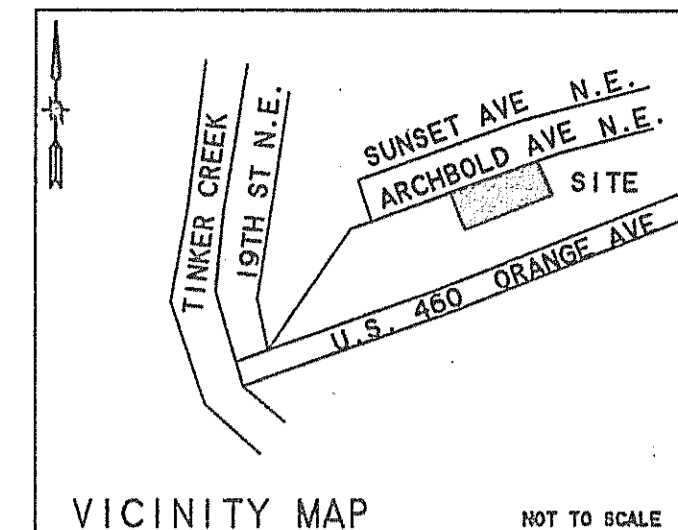 SUNSET AVE N.E.
ARCHBOLD AVE N.E.
SITE
TINKER CREEK
19TH ST N.E.
U.S. 460 ORANGE AVE
VICINITY MAP
NOT TO SCALE